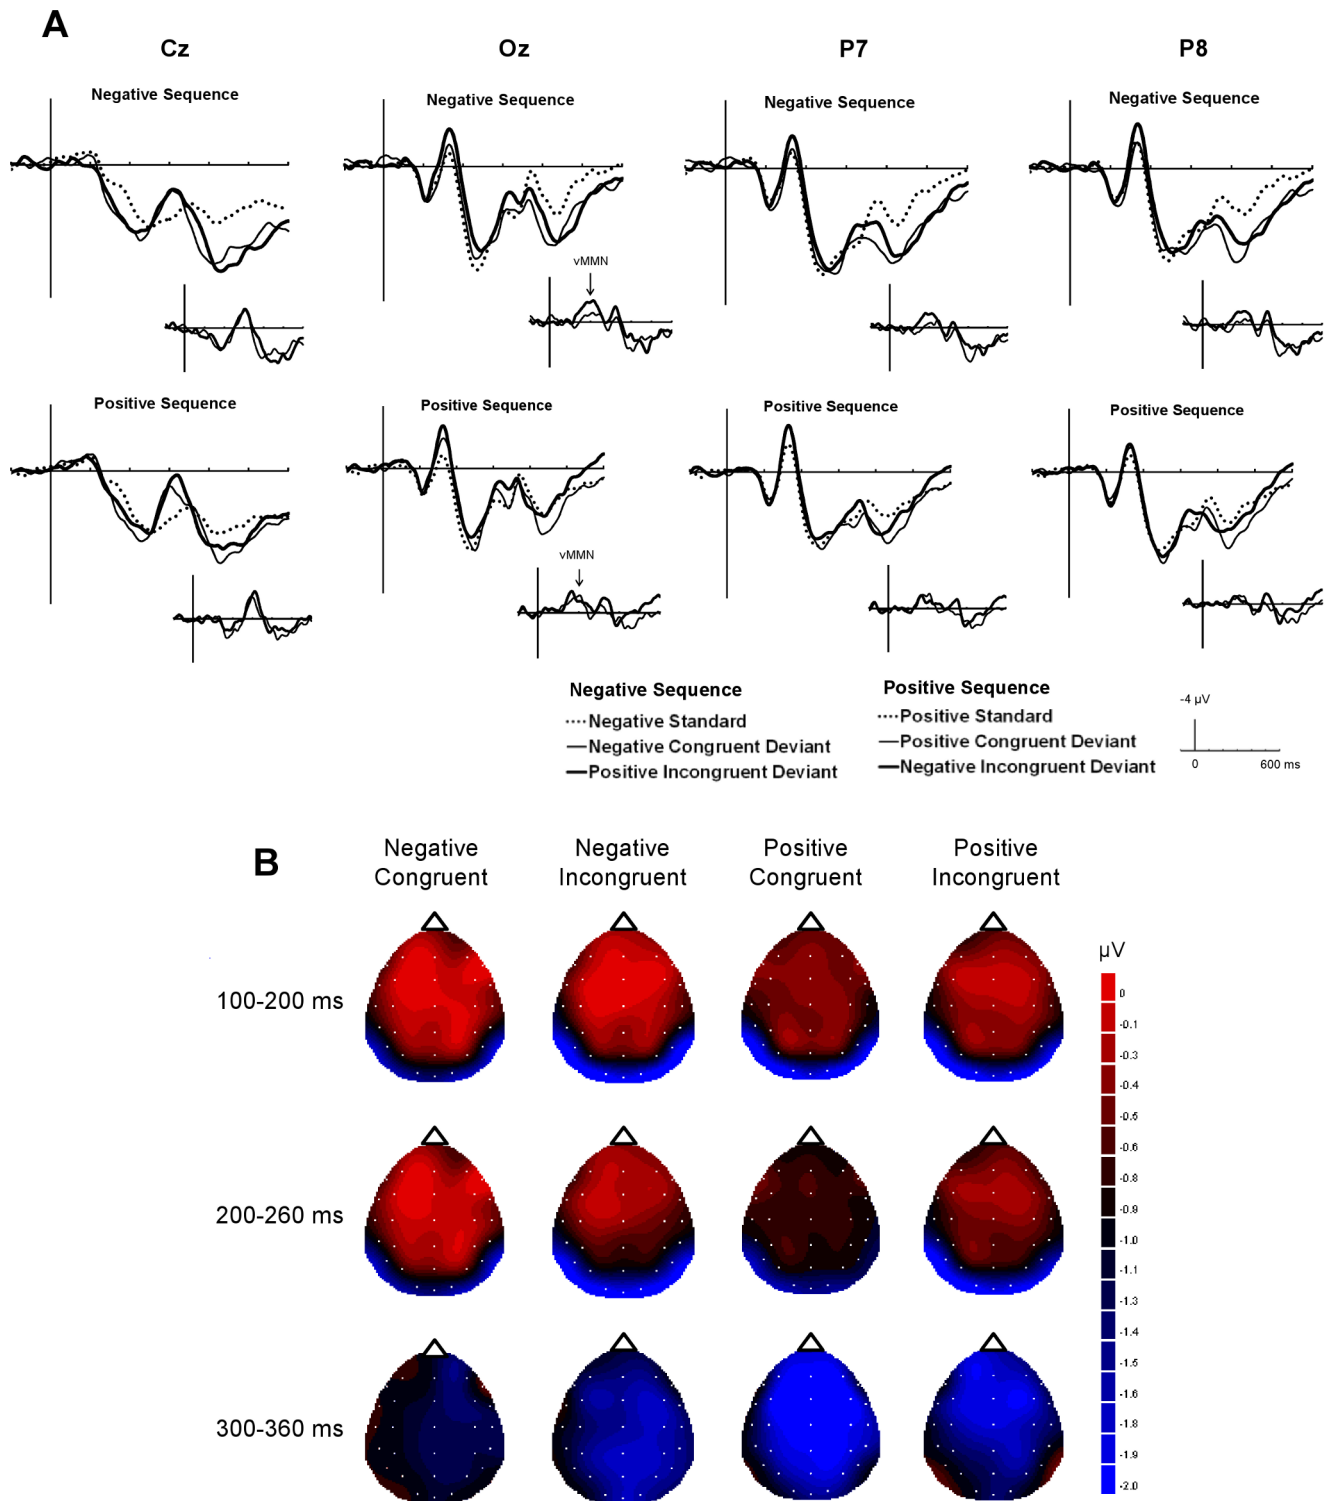 A
Cz Oz P7 P8
Negative Sequence Negative Sequence Negative Sequence Negative Sequence
vMMN
Positive Sequence Positive Sequence Positive Sequence Positive Sequence
vMMN
Negative Sequence
Negative Standard
Negative Congruent Deviant
Positive Incongruent Deviant
Positive Sequence
Positive Standard
Positive Congruent Deviant
Negative Incongruent Deviant
-4 µV
0 600 ms
B
Negative Congruent
Negative Incongruent
Positive Congruent
Positive Incongruent
100-200 ms
200-260 ms
300-360 ms
µV
0
-0.1
-0.3
-0.4
-0.5
-0.6
-0.8
-0.9
-1.0
-1.1
-1.3
-1.4
-1.5
-1.6
-1.8
-1.9
-2.0